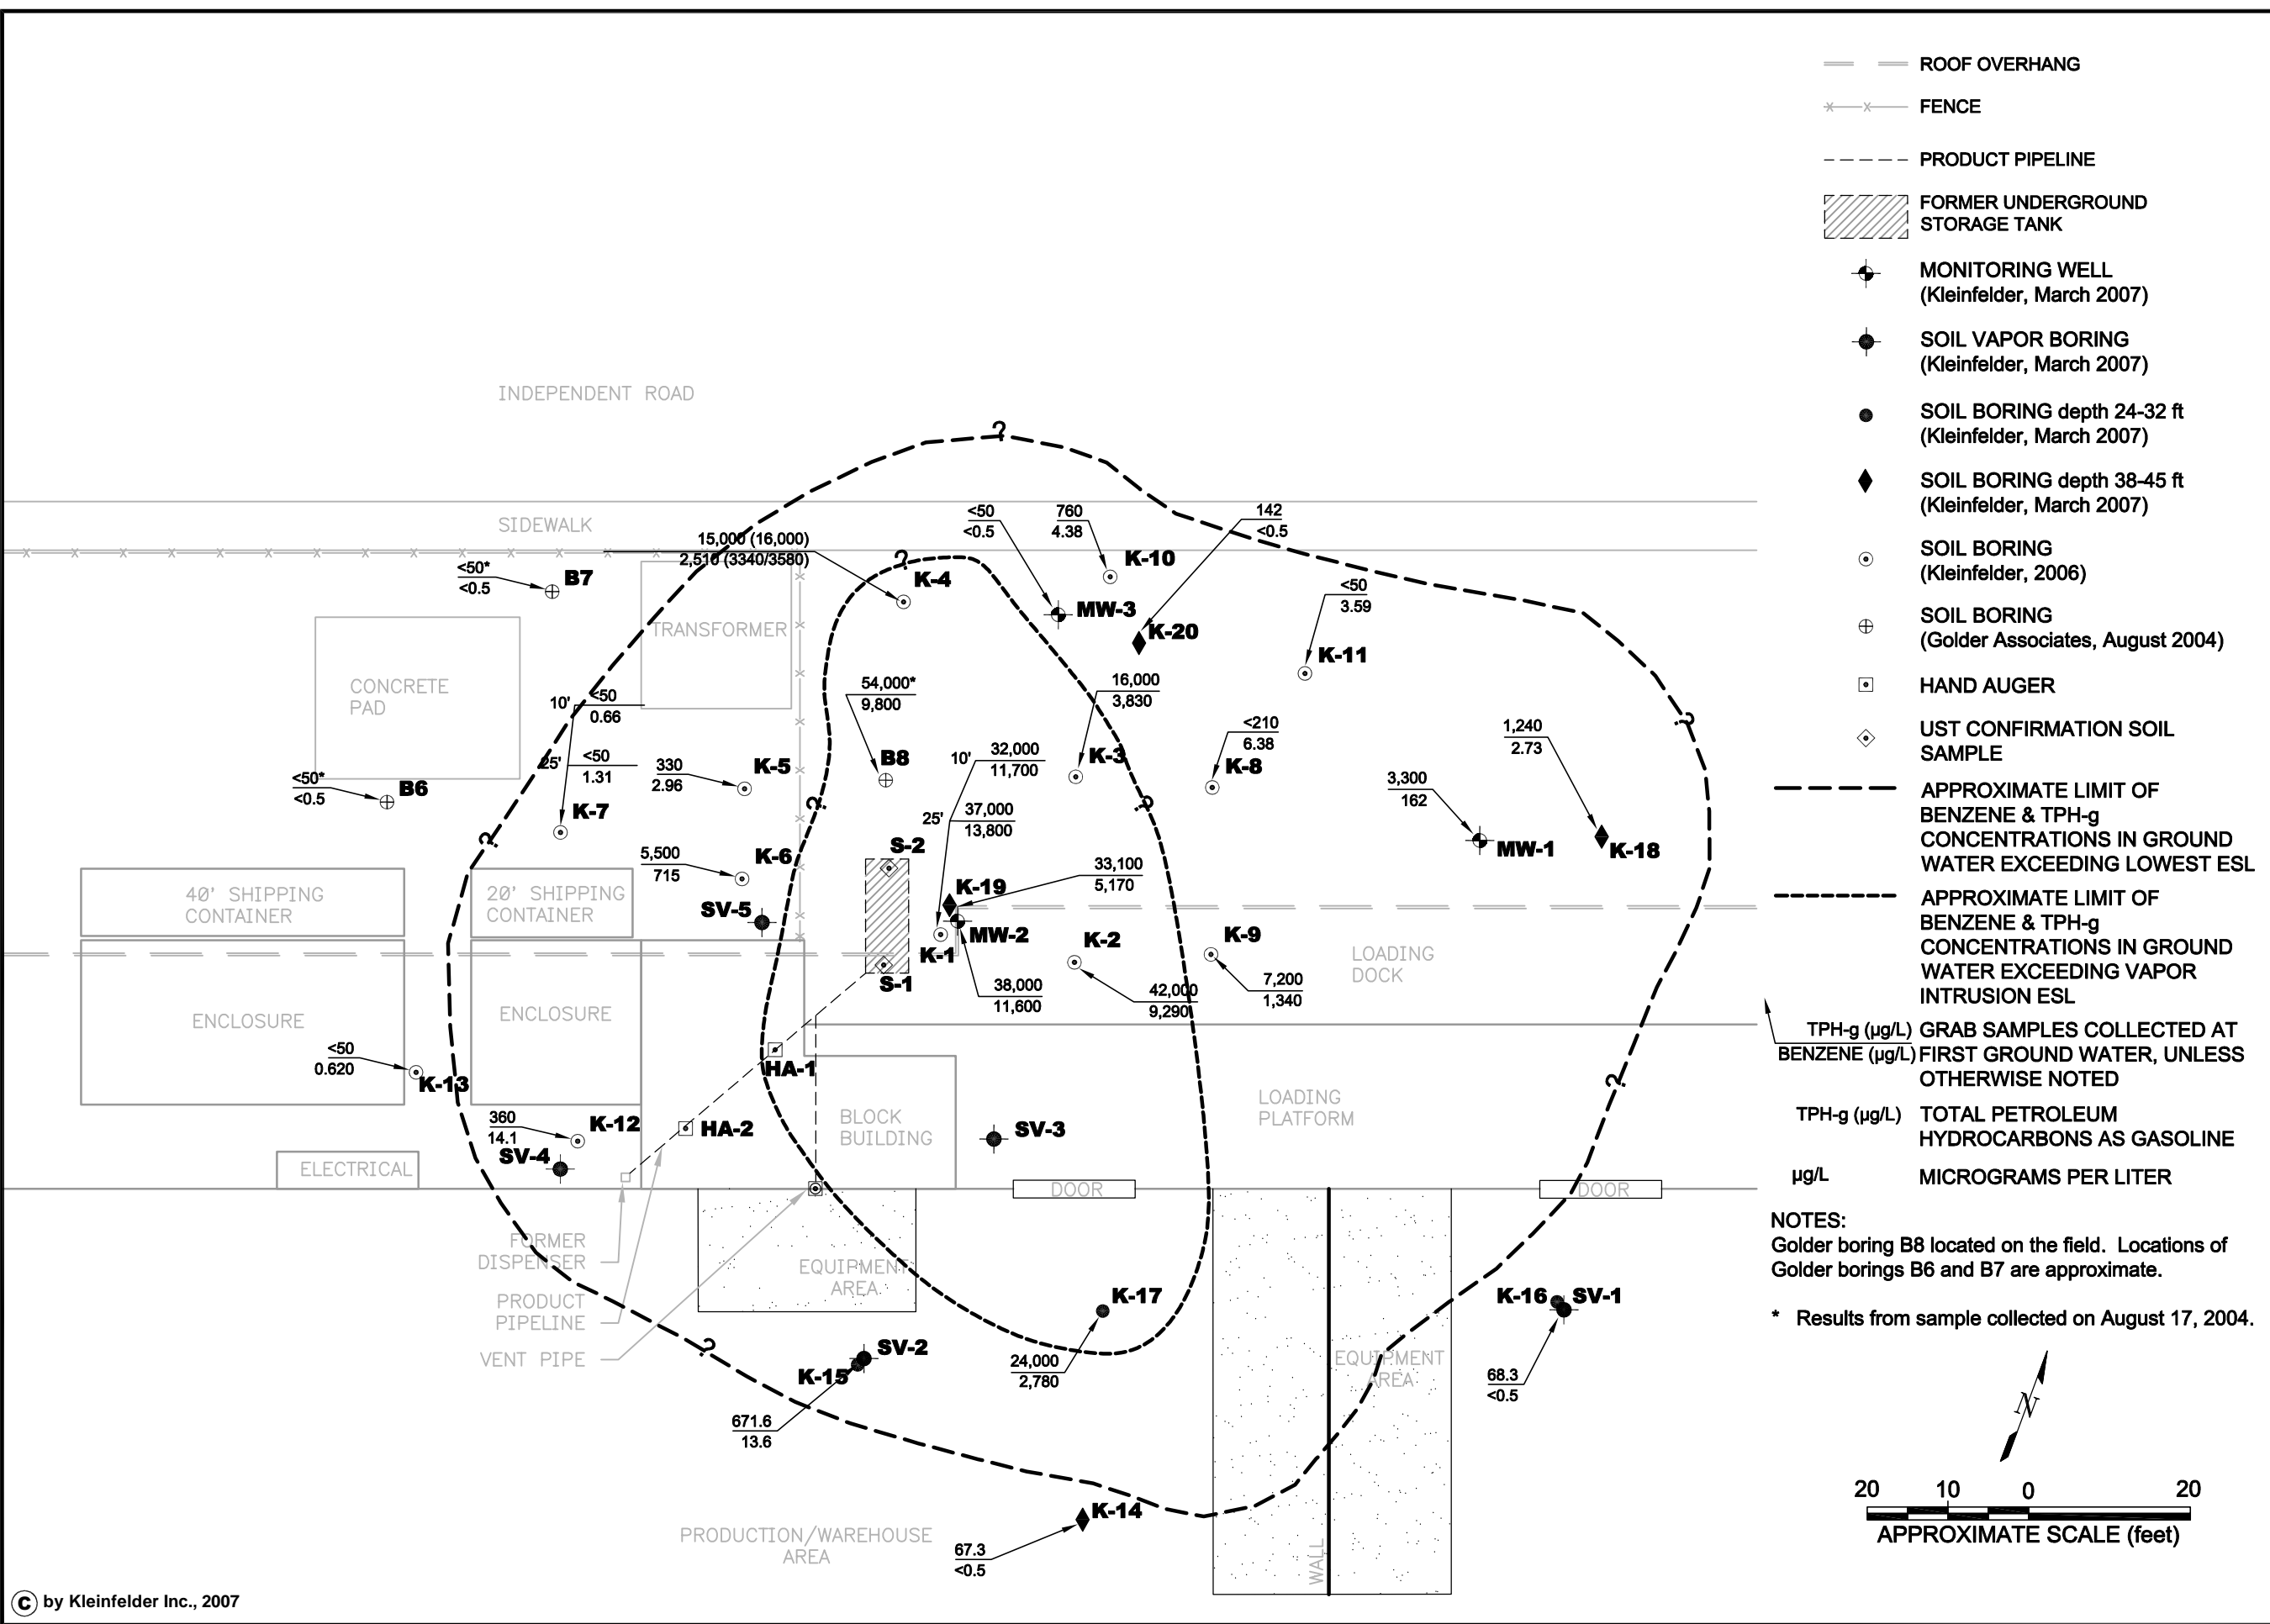 ROOF OVERHANG
FENCE
PRODUCT PIPELINE
FORMER UNDERGROUND
STORAGE TANK
MONITORING WELL
(Kleinfelder, March 2007)
SOIL VAPOR BORING
(Kleinfelder, March 2007)
SOIL BORING depth 24-32 ft
(Kleinfelder, March 2007)
SOIL BORING depth 38-45 ft
(Kleinfelder, March 2007)
SOIL BORING
(Kleinfelder, 2006)
SOIL BORING
(Golder Associates, August 2004)
HAND AUGER
UST CONFIRMATION SOIL
SAMPLE
APPROXIMATE LIMIT OF
BENZENE & TPH-g
CONCENTRATIONS IN GROUND
WATER EXCEEDING LOWEST ESL
APPROXIMATE LIMIT OF
BENZENE & TPH-g
CONCENTRATIONS IN GROUND
WATER EXCEEDING VAPOR
INTRUSION ESL
TPH-g (µg/L) GRAB SAMPLES COLLECTED AT
BENZENE (µg/L) FIRST GROUND WATER, UNLESS
OTHERWISE NOTED
TPH-g (µg/L) TOTAL PETROLEUM
HYDROCARBONS AS GASOLINE
µg/L MICROGRAMS PER LITER
NOTES:
Golder boring B8 located on the field. Locations of
Golder borings B6 and B7 are approximate.
* Results from sample collected on August 17, 2004.
N
20 10 0 20
APPROXIMATE SCALE (feet)
INDEPENDENT ROAD
?
SIDEWALK
15,000 (16,000)
2,510 (3340/3580)
?
K-4
<50
<0.5
MW-3
760
4.38
K-10
142
<0.5
K-20
<50*
<0.5
B7
<50
3.59
K-11
TRANSFORMER
CONCRETE
PAD
10'
<50
0.66
25'
<50
1.31
K-7
54,000*
9,800
B8
16,000
3,830
K-3
<210
6.38
K-8
1,240
2.73
K-18
?
330
2.96
K-5
10'
32,000
11,700
25'
37,000
13,800
K-1
3,300
162
MW-1
<50*
<0.5
B6
?
?
?
5,500
715
K-6
S-2
33,100
5,170
K-19
40' SHIPPING
CONTAINER
20' SHIPPING
CONTAINER
SV-5
MW-2
38,000
11,600
K-2
42,000
9,290
K-9
7,200
1,340
LOADING
DOCK
S-1
ENCLOSURE
ENCLOSURE
<50
0.620
K-13
HA-1
?
360
14.1
K-12
SV-4
HA-2
BLOCK
BUILDING
SV-3
LOADING
PLATFORM
ELECTRICAL
DOOR
DOOR
FORMER
DISPENSER
PRODUCT
PIPELINE
VENT PIPE
EQUIPMENT
AREA
K-17
24,000
2,780
K-16
SV-1
68.3
<0.5
?
SV-2
K-15
671.6
13.6
EQUIPMENT
AREA
K-14
67.3
<0.5
PRODUCTION/WAREHOUSE
AREA
WALL
C by Kleinfelder Inc., 2007